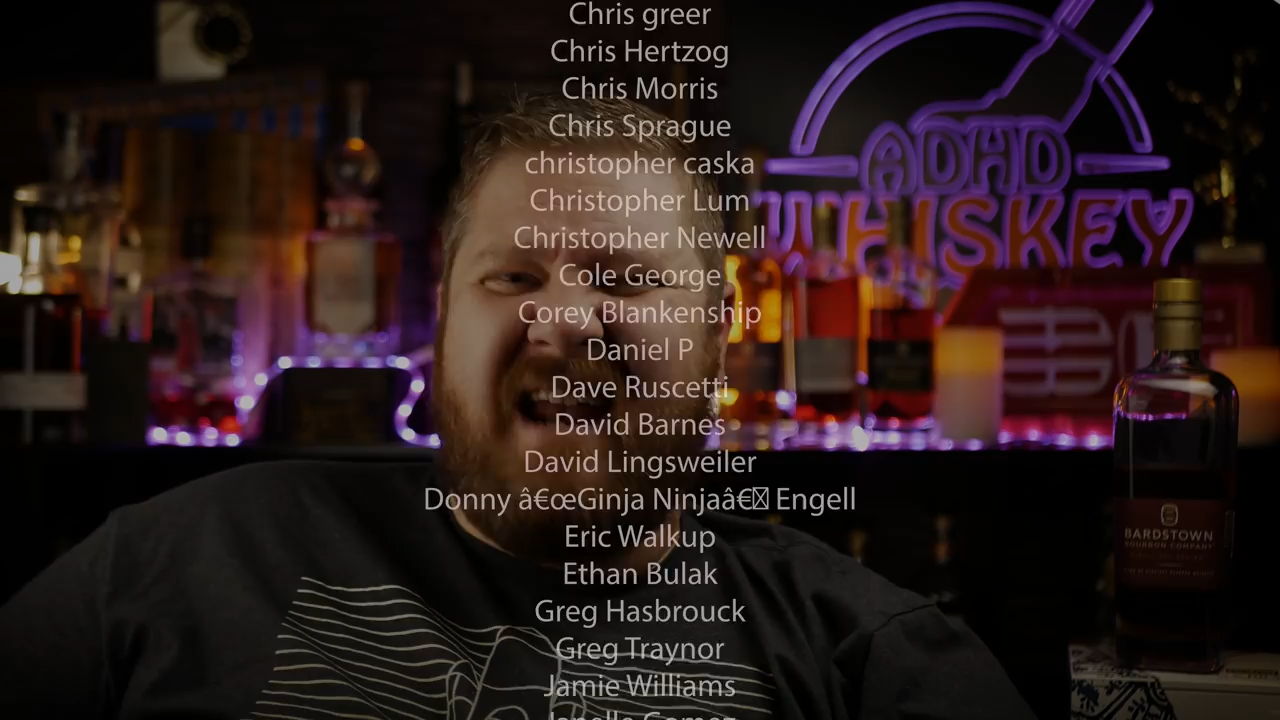 Chris greer
Chris Hertzog
Chris Morris
Chris Sprague
christopher caska
Christopher Lum
Christopher Newell
Cole George
Corey Blankenship
Daniel P
Dave Ruscetti
David Barnes
David Lingsweiler
Donny â€œGinja Ninjaâ€� Engell
Eric Walkup
Ethan Bulak
Greg Hasbrouck
Greg Traynor
Jamie Williams
Janelle Gomez
ADHD
WHISKEY
BARDSTOWN
BOURBON COMPANY